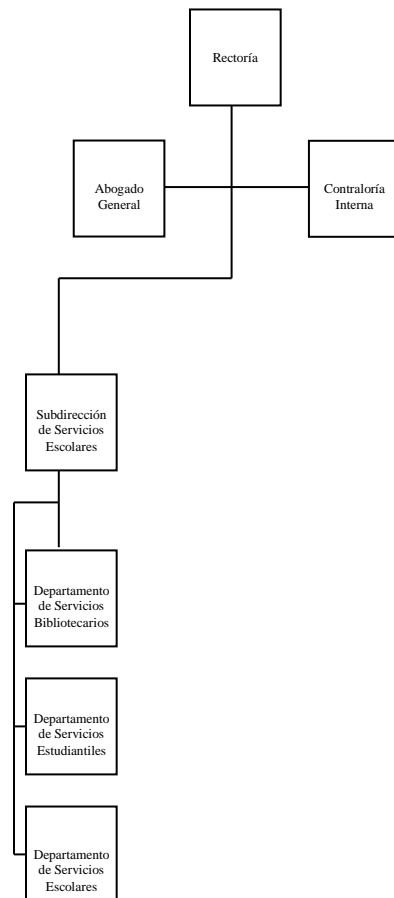 Rectoría
Abogado
General
Contraloría
Interna
Subdirección
de Servicios
Escolares
Departamento
de Servicios
Bibliotecarios
Departamento
de Servicios
Estudiantiles
Departamento
de Servicios
Escolares